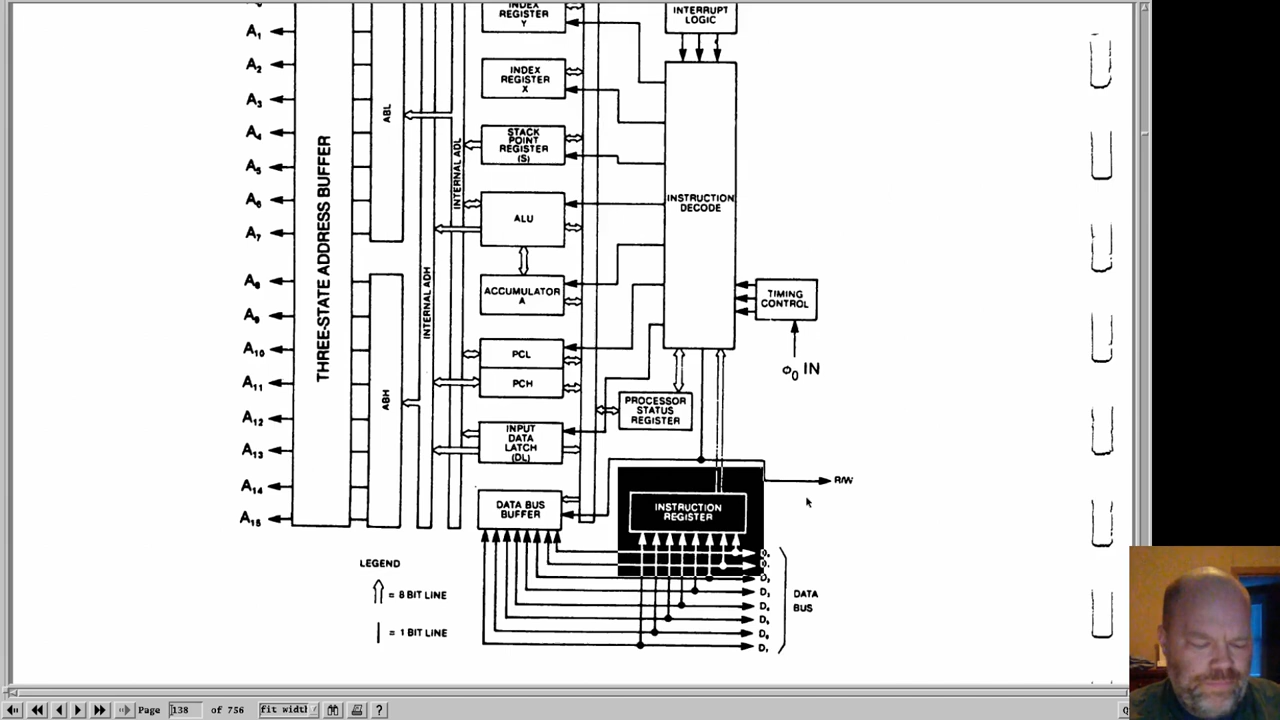 INDEX
REGISTER
Y
INTERRUPT
LOGIC
A₁
A₂
A₃
A₄
A₅
A₆
A₇
A₈
A₉
A₁₀
A₁₁
A₁₂
A₁₃
A₁₄
A₁₅
THREE-STATE ADDRESS BUFFER
ABL
ABH
INTERNAL ADH
INTERNAL ADL
INDEX
REGISTER
X
STACK
POINT
REGISTER
(S)
ALU
ACCUMULATOR
A
PCL
PCH
INPUT
DATA
LATCH
(DL)
DATA BUS
BUFFER
INSTRUCTION
DECODE
TIMING
CONTROL
φ₀ IN
PROCESSOR
STATUS
REGISTER
R/W
INSTRUCTION
REGISTER
D₃
D₄
D₅
D₆
D₇
DATA
BUS
LEGEND
= 8 BIT LINE
= 1 BIT LINE
Page 138 of 756 fit width ?